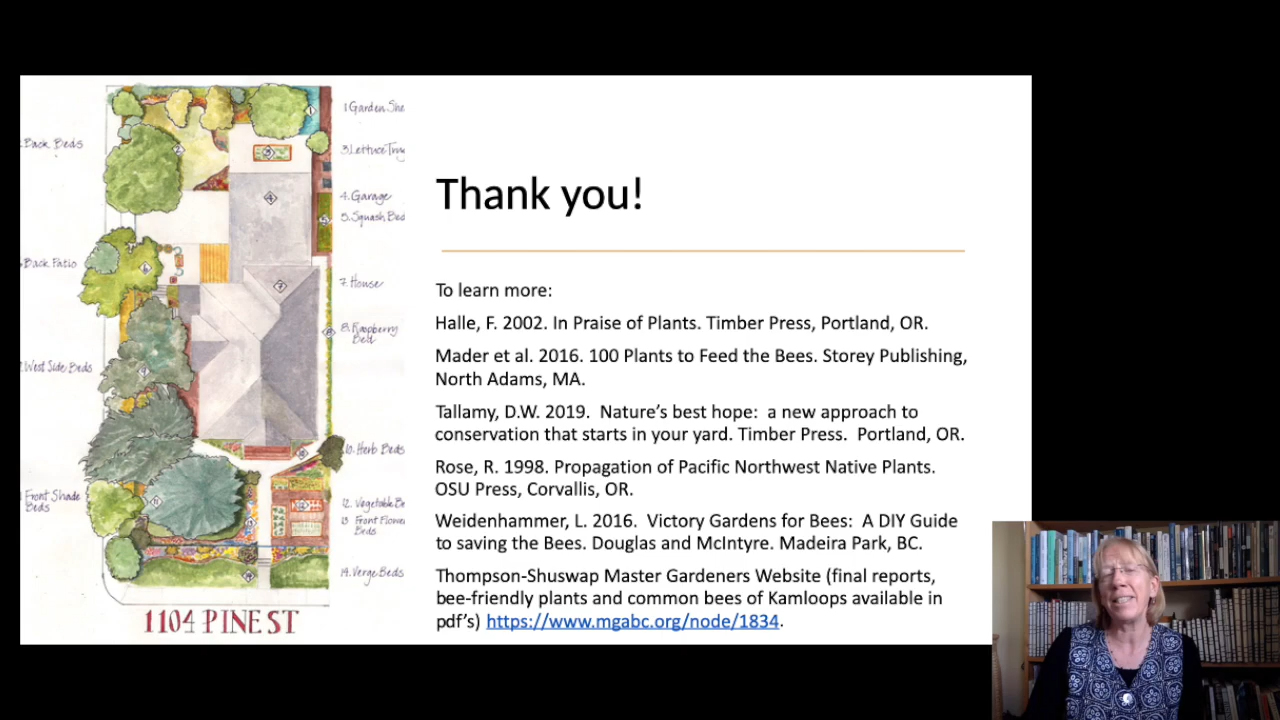 1 Garden She
Back Beds
3. Lettuce Troug
4. Garage
5. Squash Bed
Back Patio
7. House
8. Raspberry
Bed
West Side Beds
10. Herb Beds
Front Shade
Beds
12. Vegetable Be
13 Front Flowe
Beds
14. Verge Beds
1104 PINE ST
Thank you!
To learn more:
Halle, F. 2002. In Praise of Plants. Timber Press, Portland, OR.
Mader et al. 2016. 100 Plants to Feed the Bees. Storey Publishing,
North Adams, MA.
Tallamy, D.W. 2019. Nature's best hope: a new approach to
conservation that starts in your yard. Timber Press. Portland, OR.
Rose, R. 1998. Propagation of Pacific Northwest Native Plants.
OSU Press, Corvallis, OR.
Weidenhammer, L. 2016. Victory Gardens for Bees: A DIY Guide
to saving the Bees. Douglas and McIntyre. Madeira Park, BC.
Thompson-Shuswap Master Gardeners Website (final reports,
bee-friendly plants and common bees of Kamloops available in
pdf's) https://www.mgabc.org/node/1834.